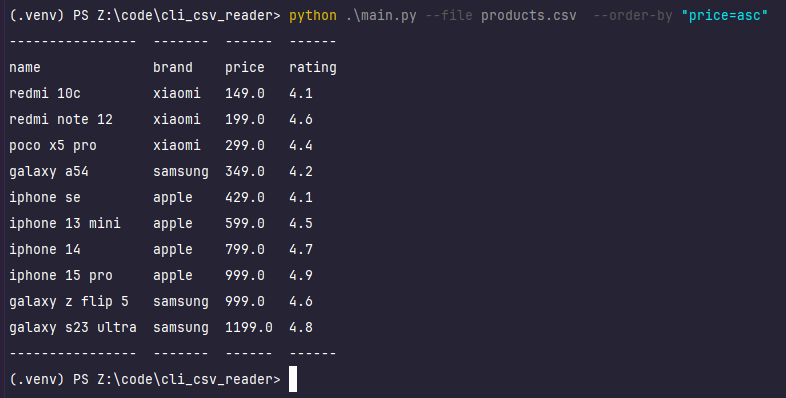 (.venv) PS Z:\code\cli_csv_reader> python .\main.py --file products.csv  --order-by "price=asc"
----------------  -------  ------  ------
name              brand    price   rating
redmi 10c         xiaomi   149.0   4.1
redmi note 12     xiaomi   199.0   4.6
poco x5 pro       xiaomi   299.0   4.4
galaxy a54        samsung  349.0   4.2
iphone se         apple    429.0   4.1
iphone 13 mini    apple    599.0   4.5
iphone 14         apple    799.0   4.7
iphone 15 pro     apple    999.0   4.9
galaxy z flip 5   samsung  999.0   4.6
galaxy s23 ultra  samsung  1199.0  4.8
----------------  -------  ------  ------
(.venv) PS Z:\code\cli_csv_reader>